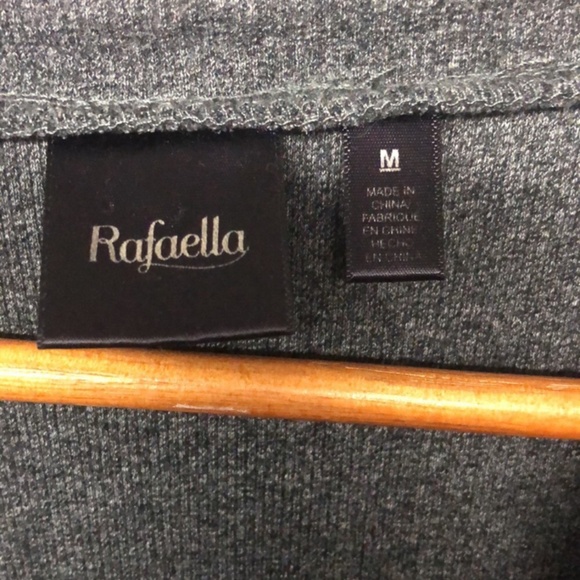 Rafaella
M
MADE IN
CHINA/
FABRIQUE
EN CHINE/
HECHO
EN CHINA